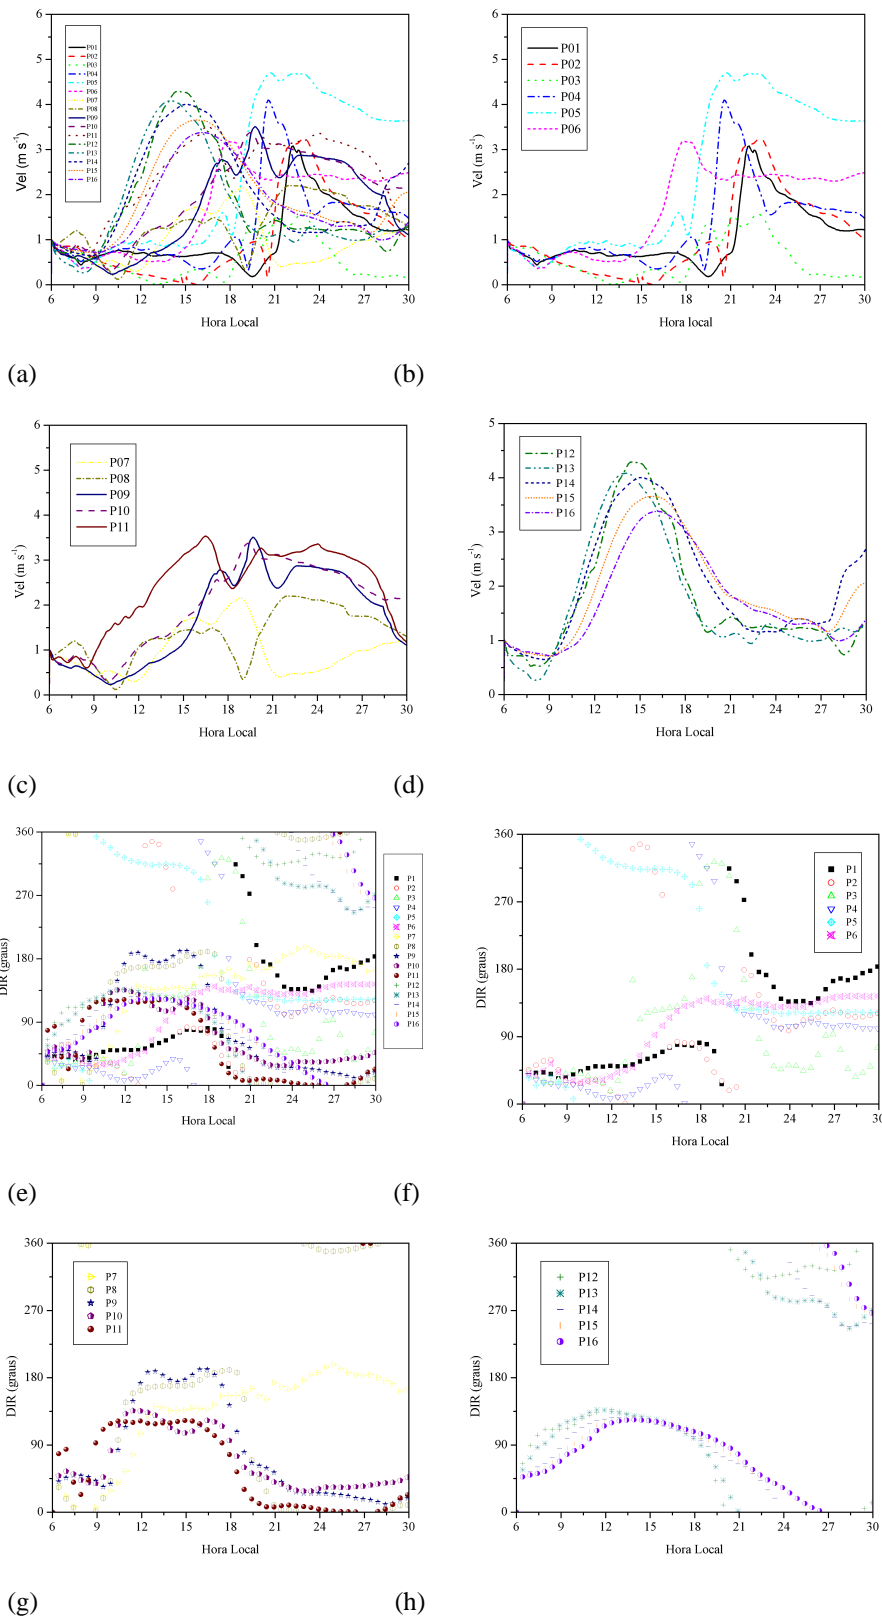 6
5
4
3
2
1
0
6 9 12 15 18 21 24 27 30
Vel (m s⁻¹)
Hora Local
P01
P02
P03
P04
P05
P06
P07
P08
P09
P10
P11
P12
P13
P14
P15
P16
6
5
4
3
2
1
0
6 9 12 15 18 21 24 27 30
Vel (m s⁻¹)
Hora local
P01
P02
P03
P04
P05
P06
(a) (b)
6
5
4
3
2
1
0
6 9 12 15 18 21 24 27 30
Vel (m s⁻¹)
Hora Local
P07
P08
P09
P10
P11
5
4
3
2
1
0
6 9 12 15 18 21 24 27 30
Vel (m s⁻¹)
Hora Local
P12
P13
P14
P15
P16
(c) (d)
360
270
180
90
0
6 9 12 15 18 21 24 27 30
DIR (graus)
Hora Local
P1
P2
P3
P4
P5
P6
P7
P8
P9
P10
P11
P12
P13
P14
P15
P16
360
270
180
90
0
6 9 12 15 18 21 24 27 30
DIR (graus)
Hora Local
P1
P2
P3
P4
P5
P6
(e) (f)
360
270
180
90
0
6 9 12 15 18 21 24 27 30
DIR (graus)
Hora Local
P7
P8
P9
P10
P11
360
270
180
90
0
6 9 12 15 18 21 24 27 30
DIR (graus)
Hora Local
P12
P13
P14
P15
P16
(g) (h)